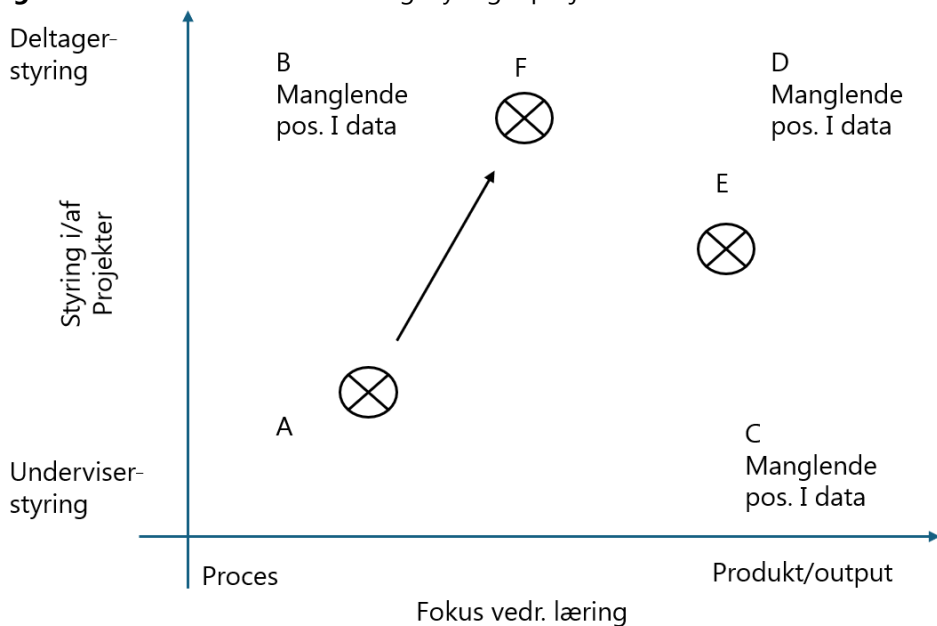 Deltager-
styring
B
Manglende
pos. I data
F
D
Manglende
pos. I data
E
Styring i/af
Projekter
A
C
Manglende
pos. I data
Underviser-
styring
Proces
Produkt/output
Fokus vedr. læring